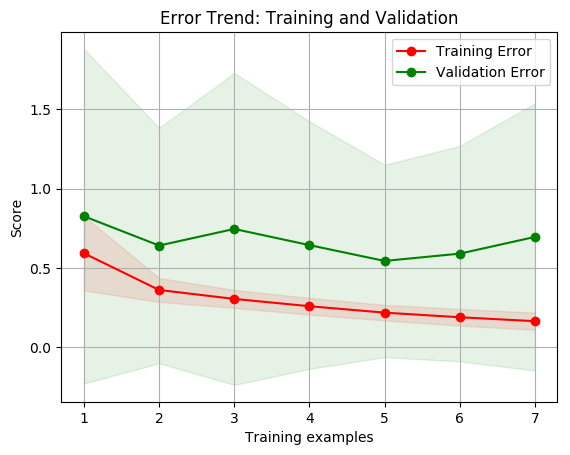 Error Trend: Training and Validation
Training Error
Validation Error
1.5
1.0
0.5
0.0
Score
1 2 3 4 5 6 7
Training examples